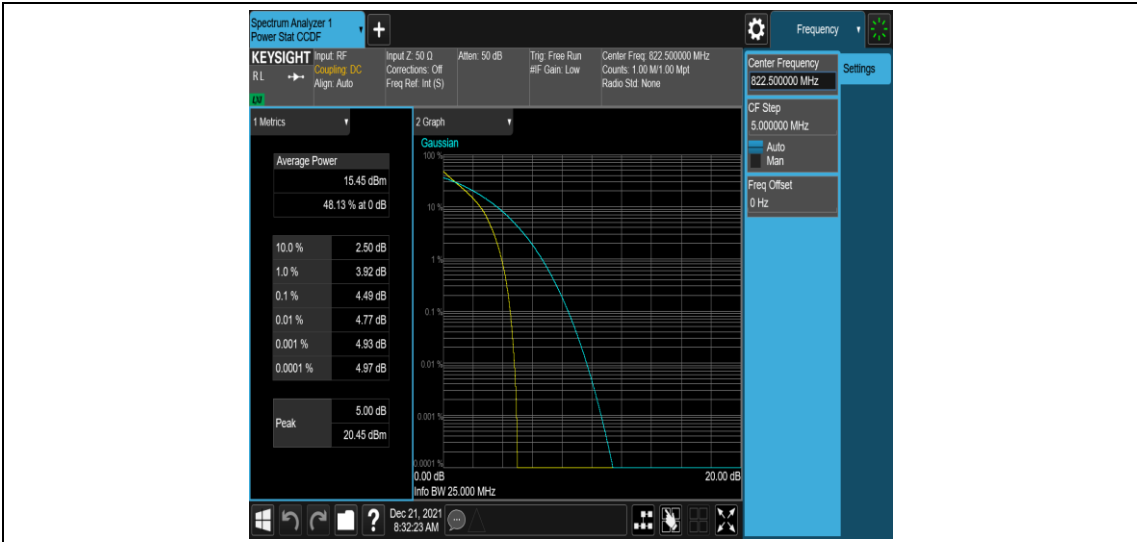 Spectrum Analyzer 1
Power Stat CCDF
Frequency
KEYSIGHT
R L
LXI
Input: RF
Coupling: DC
Align: Auto
Input Z: 50 Ω
Corrections: Off
Freq Ref: Int (S)
Atten: 50 dB
Trig: Free Run
#IF Gain: Low
Center Freq: 822.500000 MHz
Counts: 1.00 M/1.00 Mpt
Radio Std: None
Center Frequency
822.500000 MHz
Settings
CF Step
5.000000 MHz
Auto
Man
Freq Offset
0 Hz
1 Metrics
Average Power
15.45 dBm
48.13 % at 0 dB
10.0 % 2.50 dB
1.0 % 3.92 dB
0.1 % 4.49 dB
0.01 % 4.77 dB
0.001 % 4.93 dB
0.0001 % 4.97 dB
Peak
5.00 dB
20.45 dBm
2 Graph
Gaussian
100 %
10 %
1 %
0.1 %
0.01 %
0.001 %
0.0001 %
0.00 dB 20.00 dB
Info BW 25.000 MHz
?
Dec 21, 2021
8:32:23 AM